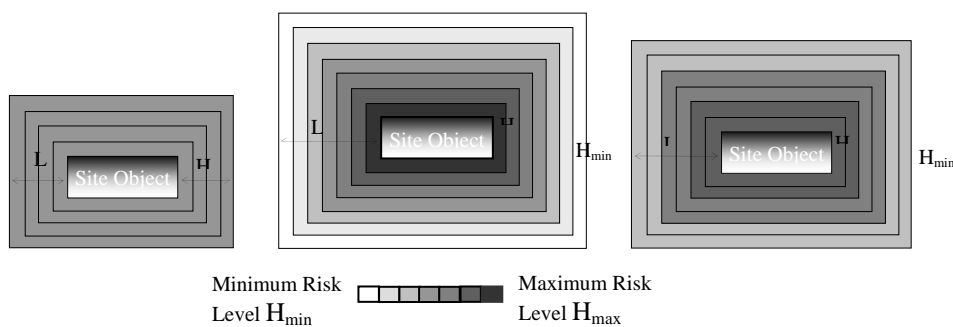 L
Site Object
H
L
Site Object
H_min
Site Object
H_min
Minimum Risk
Level H_min
Maximum Risk
Level H_max